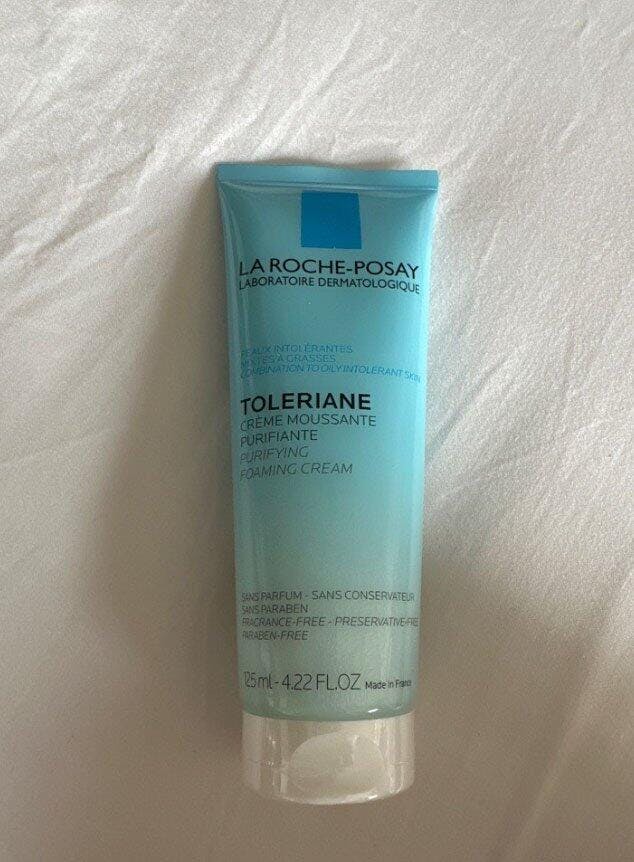 LA ROCHE-POSAY
LABORATOIRE DERMATOLOGIQUE
PEAUX INTOLÉRANTES
MIXTES À GRASSES
COMBINATION TO OILY INTOLERANT SKIN
TOLERIANE
CRÈME MOUSSANTE
PURIFIANTE
PURIFYING
FOAMING CREAM
SANS PARFUM - SANS CONSERVATEUR
SANS PARABEN
FRAGRANCE-FREE - PRESERVATIVE-FREE
PARABEN-FREE
125 ml - 4.22 FL.OZ Made in France